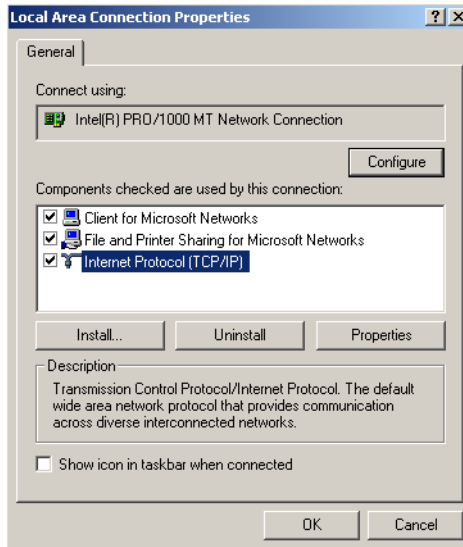 Local Area Connection Properties
General
Connect using:
Intel(R) PRO/1000 MT Network Connection
Configure
Components checked are used by this connection:
Client for Microsoft Networks
File and Printer Sharing for Microsoft Networks
Internet Protocol (TCP/IP)
Install... Uninstall Properties
Description
Transmission Control Protocol/Internet Protocol. The default
wide area network protocol that provides communication
across diverse interconnected networks.
Show icon in taskbar when connected
OK Cancel